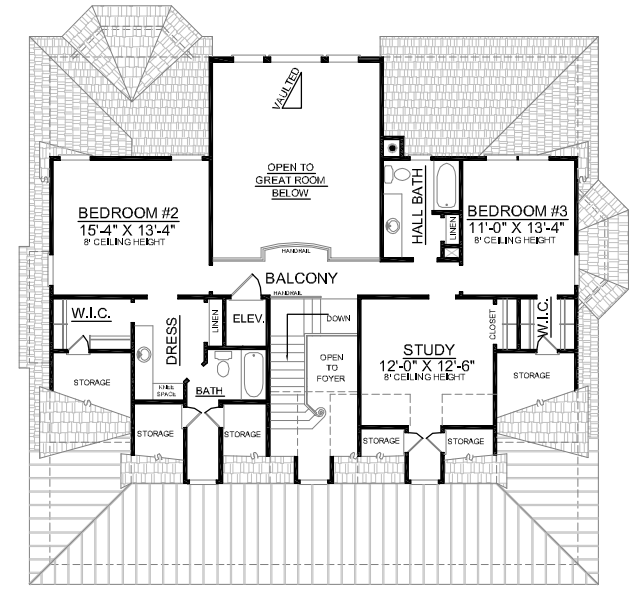 VAULTED
OPEN TO
GREAT ROOM
BELOW
BEDROOM #2
15'-4" X 13'-4"
8' CEILING HEIGHT
HALL BATH
LINEN
BEDROOM #3
11'-0" X 13'-4"
8' CEILING HEIGHT
HANDRAIL
BALCONY
HANDRAIL
W.I.C.
DRESS
LINEN
ELEV.
DOWN
CLOSET
W.I.C.
OPEN
TO
FOYER
STUDY
12'-0" X 12'-6"
8' CEILING HEIGHT
STORAGE
KNEE
SPACE
BATH
STORAGE
STORAGE
STORAGE
STORAGE
STORAGE